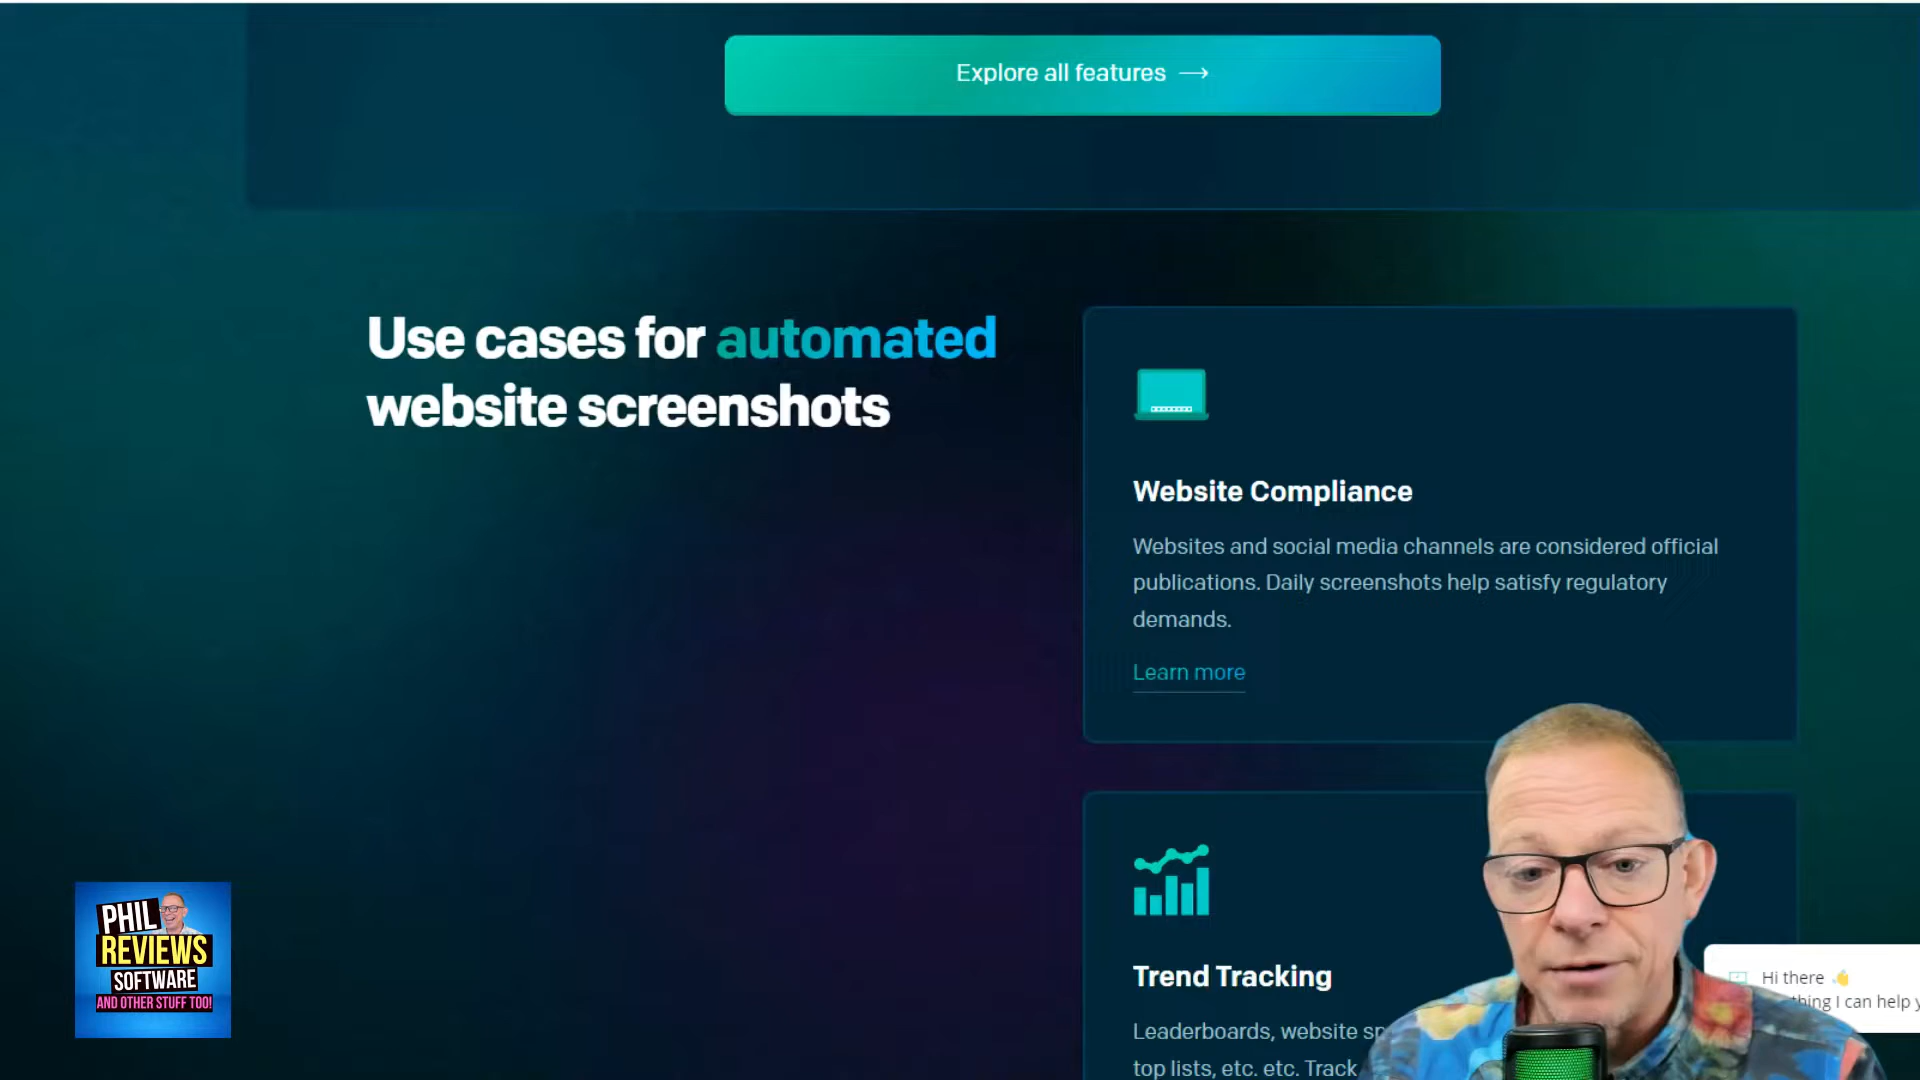 Explore all features →
Use cases for automated
website screenshots
Website Compliance
Websites and social media channels are considered official
publications. Daily screenshots help satisfy regulatory
demands.
Learn more
Trend Tracking
Leaderboards, website
top lists, etc. etc. Track
Hi there 👋
I can help
PHIL
REVIEWS
SOFTWARE
AND OTHER STUFF TOO!